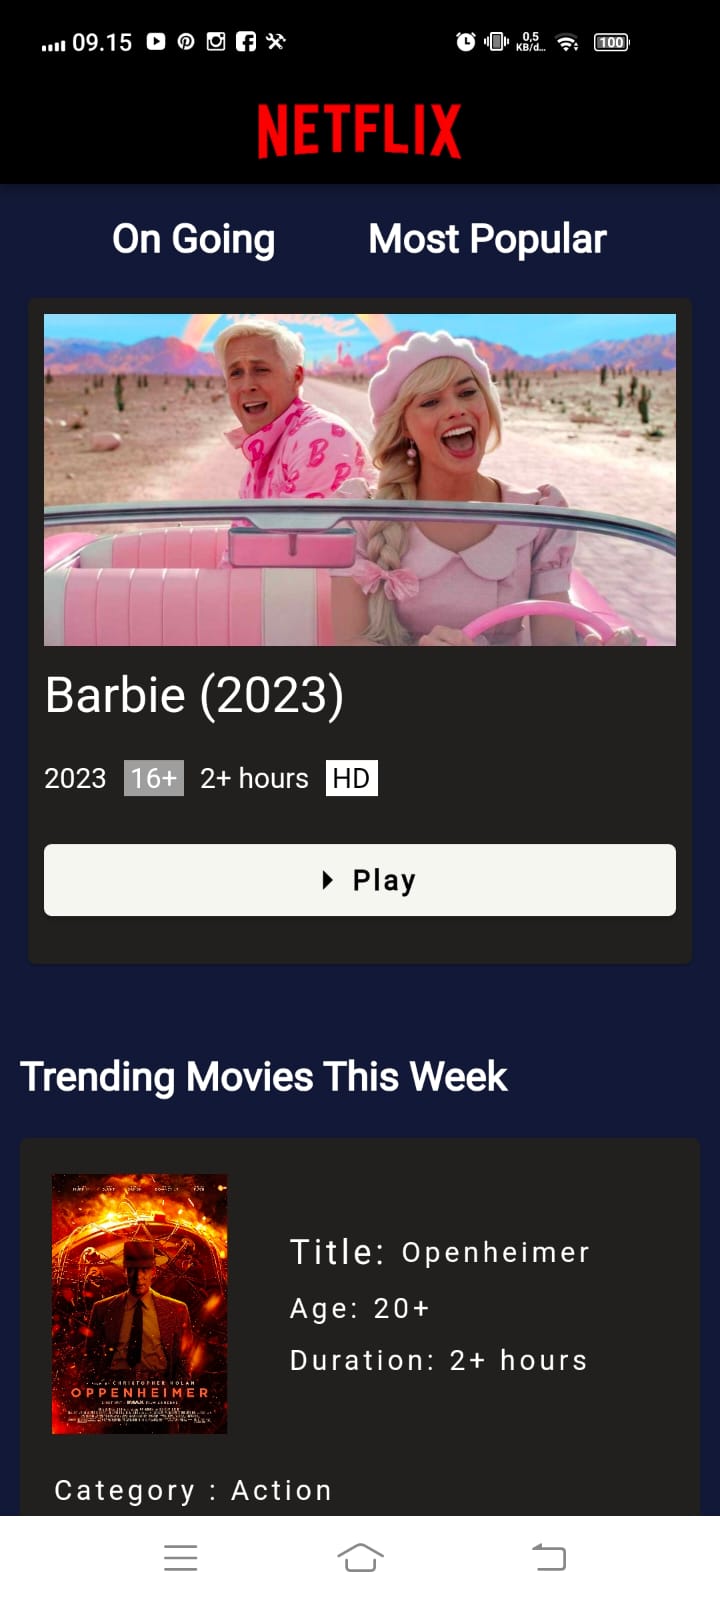 09.15
0,5
KB/d...
100
NETFLIX
On Going Most Popular
Barbie (2023)
2023 16+ 2+ hours HD
Play
Trending Movies This Week
Title: Openheimer
Age: 20+
Duration: 2+ hours
OPPENHEIMER
Category : Action